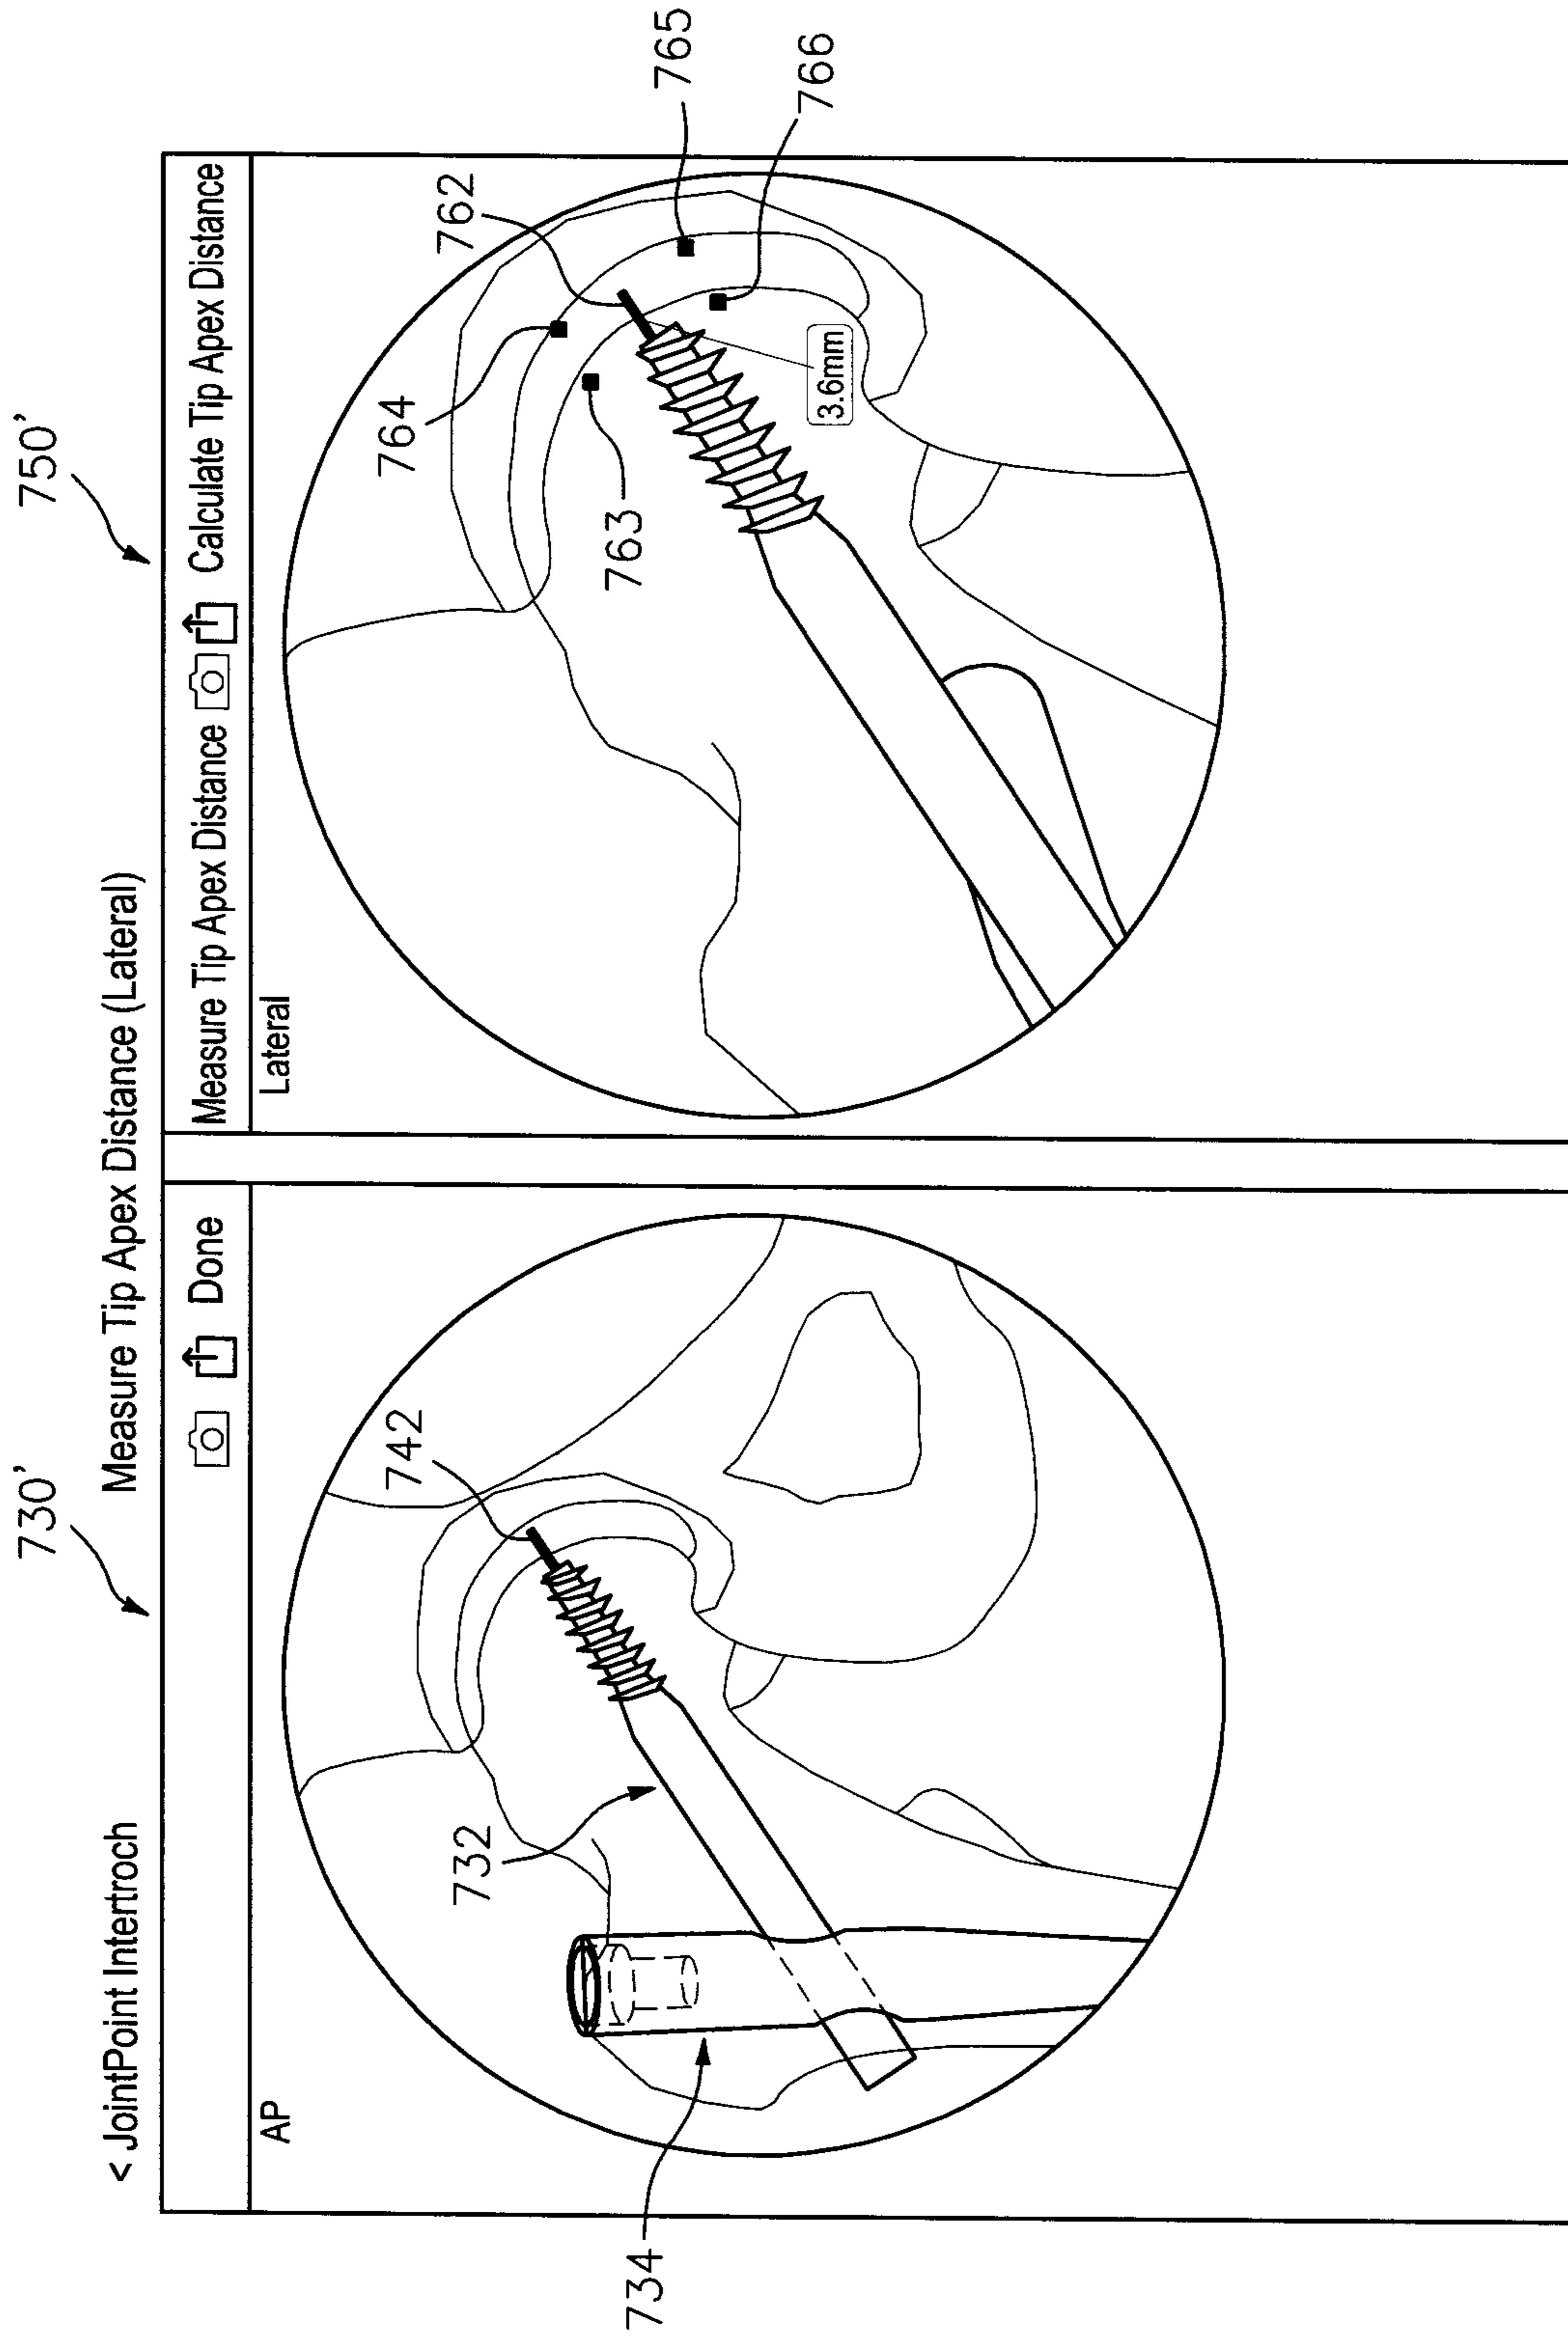 730’
750’
< JointPoint Intertroch
Measure Tip Apex Distance (Lateral)
Done
Measure Tip Apex Distance
Calculate Tip Apex Distance
AP
Lateral
742
732
734
762
764
763
765
766
3.6mm